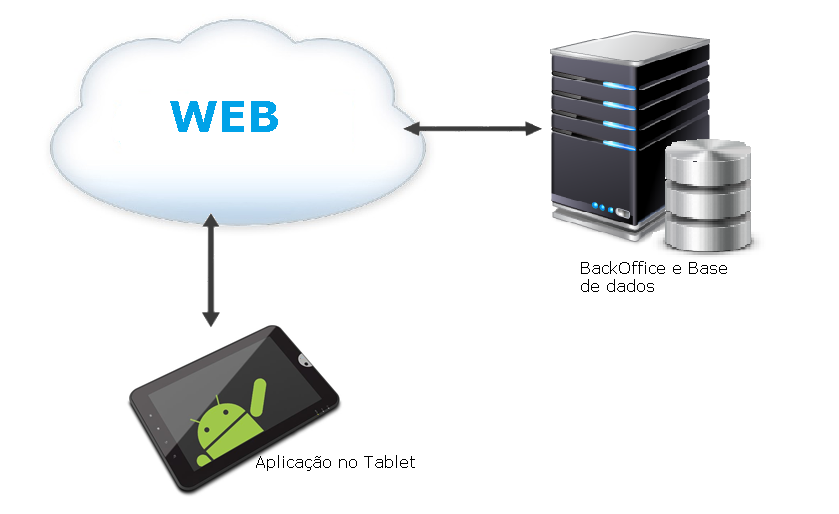 WEB
BackOffice e Base
de dados
Aplicação no Tablet